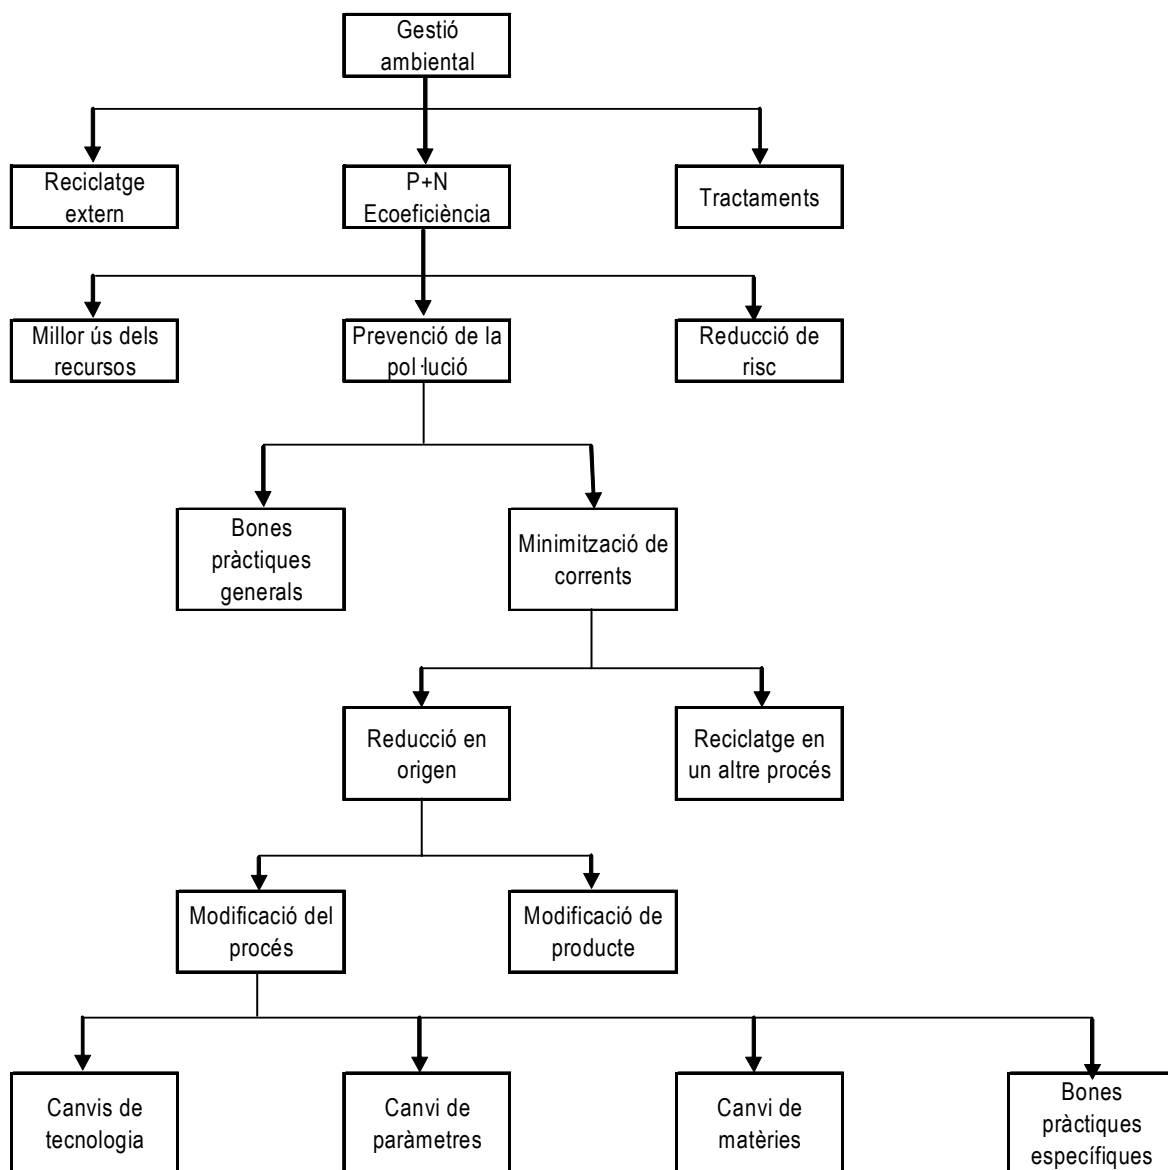 Gestió
ambiental
Reciclatge
extern
P+N
Ecoeficiència
Tractaments
Millor ús dels
recursos
Prevenció de la
pol·lució
Reducció de
risc
Bones
pràctiques
generals
Minimització de
corrents
Reducció en
origen
Reciclatge en
un altre procés
Modificació del
procés
Modificació de
producte
Canvis de
tecnologia
Canvi de
paràmetres
Canvi de
matèries
Bones
pràctiques
específiques